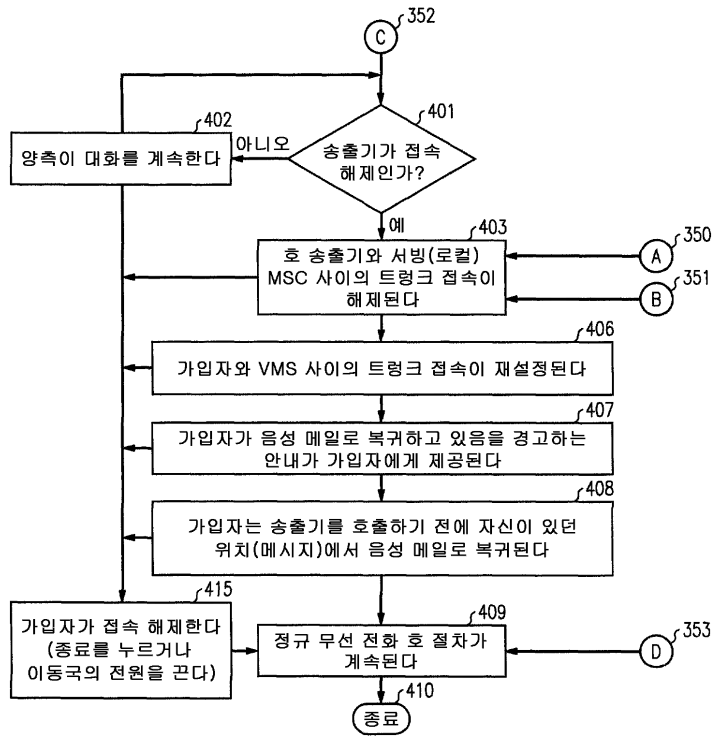 352
C
402
양측이 대화를 계속한다
아니오
401
송출기가 접속
해제인가?
예
403
호 송출기와 서빙(로컬)
MSC 사이의 트렁크 접속이
해제된다
350
A
351
B
406
가입자와 VMS 사이의 트렁크 접속이 재설정된다
407
가입자가 음성 메일로 복귀하고 있음을 경고하는
안내가 가입자에게 제공된다
408
가입자는 송출기를 호출하기 전에 자신이 있던
위치(메시지)에서 음성 메일로 복귀된다
415
가입자가 접속 해제한다
(종료를 누르거나
이동국의 전원을 끈다)
409
정규 무선 전화 호 절차가
계속된다
353
D
410
종료